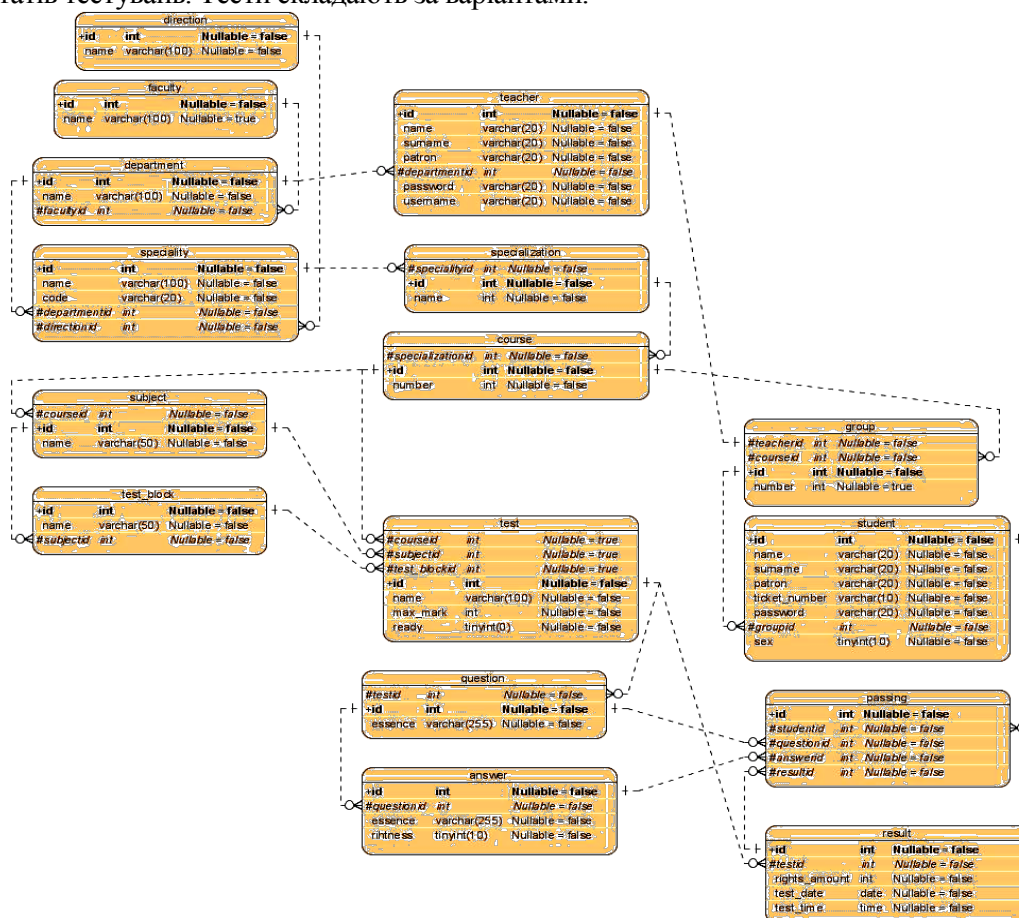 татів тестувань. Тести складають за варіантами.
direction
+id int Nullable = false
name varchar(100) Nullable = false
faculty
+id int Nullable = false
name varchar(100) Nullable = true
department
+id int Nullable = false
name varchar(100) Nullable = false
#facultyid int Nullable = false
speciality
+id int Nullable = false
name varchar(100) Nullable = false
code varchar(20) Nullable = false
#departmentid int Nullable = false
#directionid int Nullable = false
teacher
+id int Nullable = false
name varchar(20) Nullable = false
surname varchar(20) Nullable = false
patron varchar(20) Nullable = false
#departmentid int Nullable = false
password varchar(20) Nullable = false
username varchar(20) Nullable = false
specialization
#specialityid int Nullable = false
+id int Nullable = false
name int Nullable = false
course
#specializationid int Nullable = false
+id int Nullable = false
number int Nullable = false
subject
#courseid int Nullable = false
+id int Nullable = false
name varchar(50) Nullable = false
test_block
+id int Nullable = false
name varchar(50) Nullable = false
#subjectid int Nullable = false
group
#teacherid int Nullable = false
#courseid int Nullable = false
+id int Nullable = false
number int Nullable = true
test
#courseid int Nullable = true
#subjectid int Nullable = true
#test_blockid int Nullable = true
+id int Nullable = false
name varchar(100) Nullable = false
max_mark int Nullable = false
ready tinyint(0) Nullable = false
student
+id int Nullable = false
name varchar(20) Nullable = false
surname varchar(20) Nullable = false
patron varchar(20) Nullable = false
ticket_number varchar(10) Nullable = false
password varchar(20) Nullable = false
#groupid int Nullable = false
sex tinyint(10) Nullable = false
question
#testid int Nullable = false
+id int Nullable = false
essence varchar(255) Nullable = false
answer
+id int Nullable = false
#questionid int Nullable = false
essence varchar(255) Nullable = false
rihtness tinyint(10) Nullable = false
passing
+id int Nullable = false
#studentid int Nullable = false
#questionid int Nullable = false
#answerid int Nullable = false
#resultid int Nullable = false
result
+id int Nullable = false
#testid int Nullable = false
rights_amount int Nullable = false
test_date date Nullable = false
test_time time Nullable = false